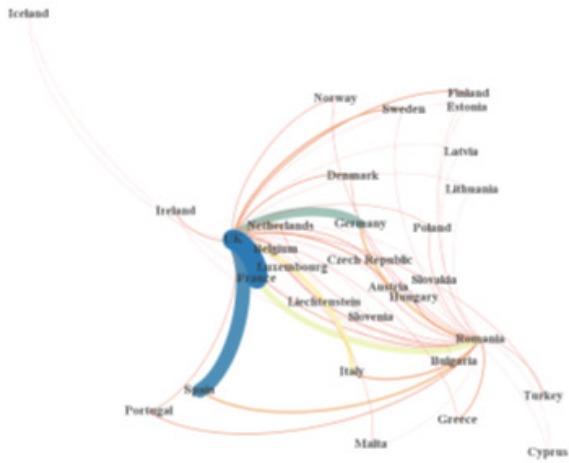 Iceland
Norway
Finland
Sweden
Estonia
Latvia
Denmark
Lithuania
Ireland
Netherlands
Germany
Poland
UK
Belgium
Czech Republic
Luxembourg
France
Slovakia
Austria
Hungary
Liechtenstein
Slovenia
Romania
Bulgaria
Italy
Spain
Turkey
Portugal
Greece
Malta
Cyprus